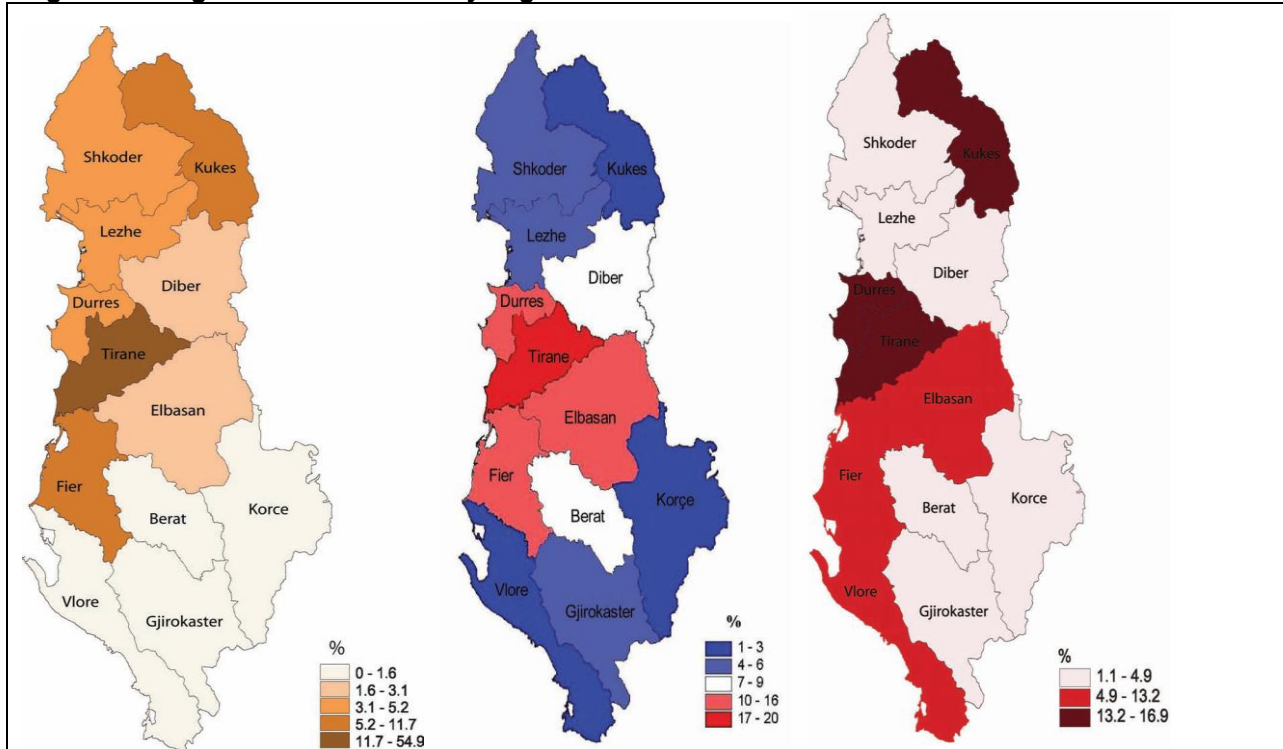 Shkoder
Kukes
Lezhe
Diber
Durres
Tirane
Elbasan
Fier
Berat
Korce
Vlore
Gjirokaster
%
0 - 1.6
1.6 - 3.1
3.1 - 5.2
5.2 - 11.7
11.7 - 54.9
Shkoder
Kukes
Lezhe
Diber
Durres
Tirane
Elbasan
Fier
Berat
Korçe
Vlore
Gjirokaster
%
1 - 3
4 - 6
7 - 9
10 - 16
17 - 20
Shkoder
Kukes
Lezhe
Diber
Durres
Tirane
Elbasan
Fier
Berat
Korce
Vlore
Gjirokaster
%
1.1 - 4.9
4.9 - 13.2
13.2 - 16.9